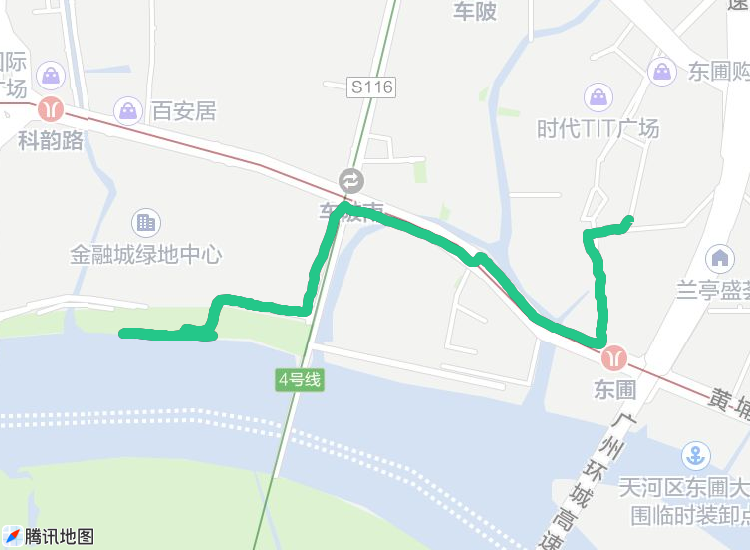 车陂
速
国际
广场
S116
东圃购
百安居
科韵路
时代TIT广场
车陂南
金融城绿地中心
兰亭盛荟
4号线
东圃
黄埔
广州环城高速
天河区东圃大
围临时装卸点
腾讯地图